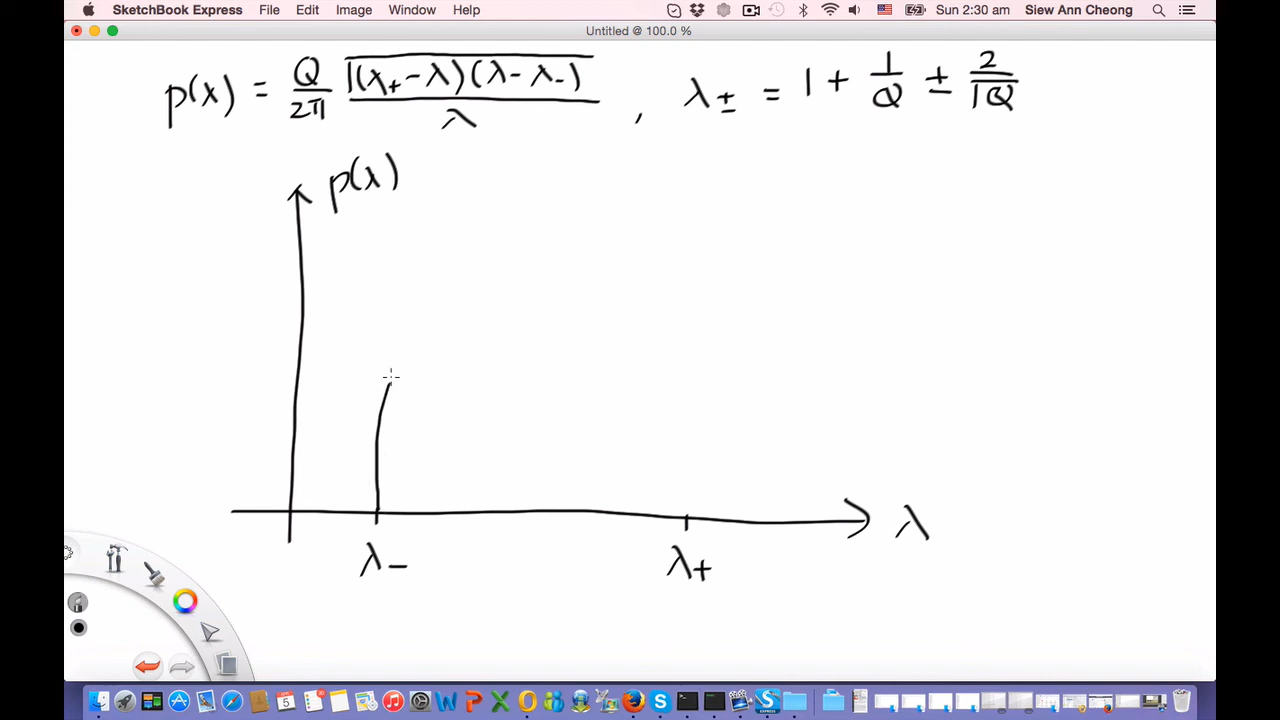 SketchBook Express File Edit Image Window Help Sun 2:30 am Siew Ann Cheong
Untitled @ 100.0 %
p(λ) = Q/2π √((λ+ − λ)(λ − λ−))/λ , λ± = 1 + 1/Q ± 2/√Q
p(λ)
λ
λ− λ+